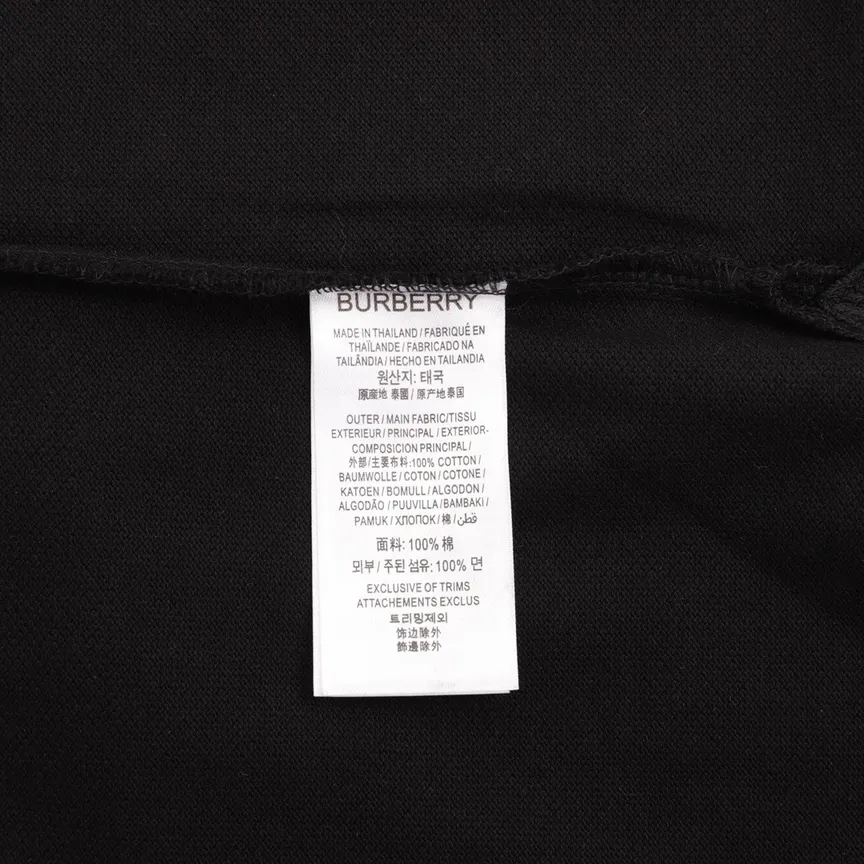 BURBERRY
MADE IN THAILAND / FABRIQUÉ EN
THAÏLANDE / FABRICADO NA
TAILÂNDIA / HECHO EN TAILANDIA
원산지: 태국
原產地 泰國 / 原产地泰国
OUTER / MAIN FABRIC/TISSU
EXTERIEUR / PRINCIPAL / EXTERIOR-
COMPOSICION PRINCIPAL /
外部/主要布料:100% COTTON /
BAUMWOLLE / COTON / COTONE /
KATOEN / BOMULL / ALGODON /
ALGODÃO / PUUVILLA /BAMBAKI /
PAMUK / ХЛОПОК / 棉 / قطن
面料: 100% 棉
외부 / 주된 섬유: 100% 면
EXCLUSIVE OF TRIMS
ATTACHEMENTS EXCLUS
트리밍제외
饰边除外
飾邊除外